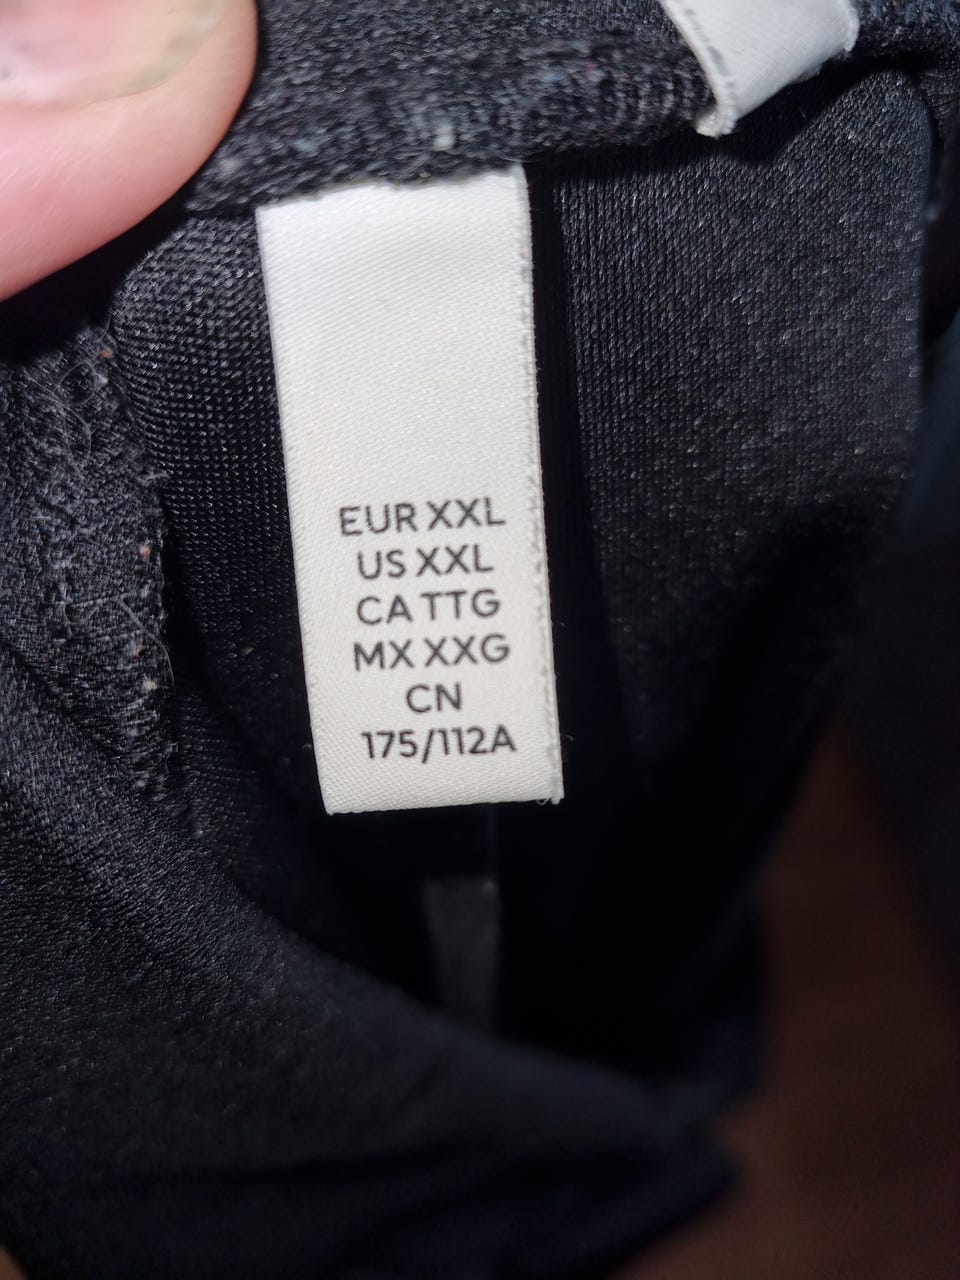 EUR XXL
US XXL
CA TTG
MX XXG
CN
175/112A